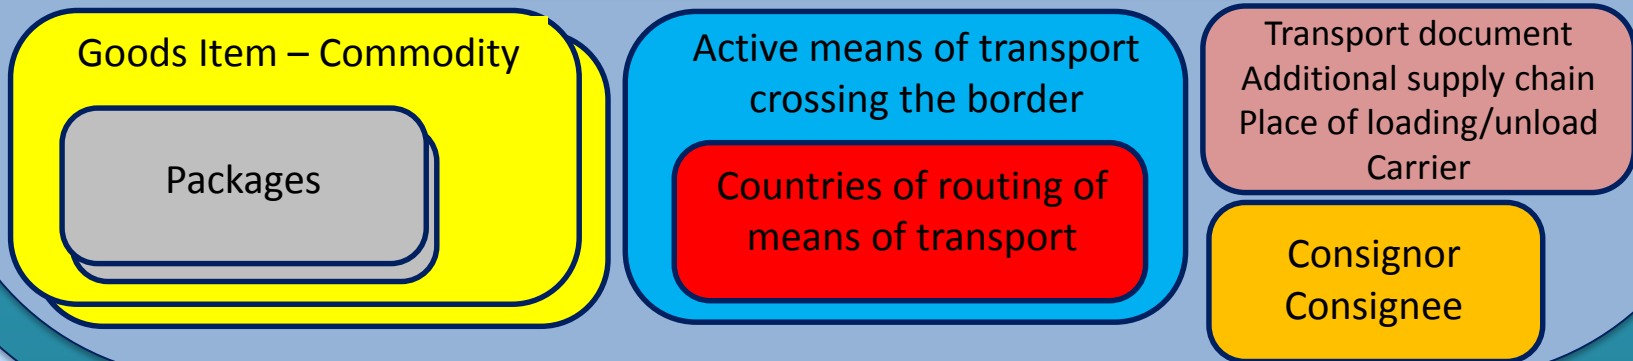 Goods Item – Commodity
Packages
Active means of transport
crossing the border
Countries of routing of
means of transport
Transport document
Additional supply chain
Place of loading/unload
Carrier
Consignor
Consignee